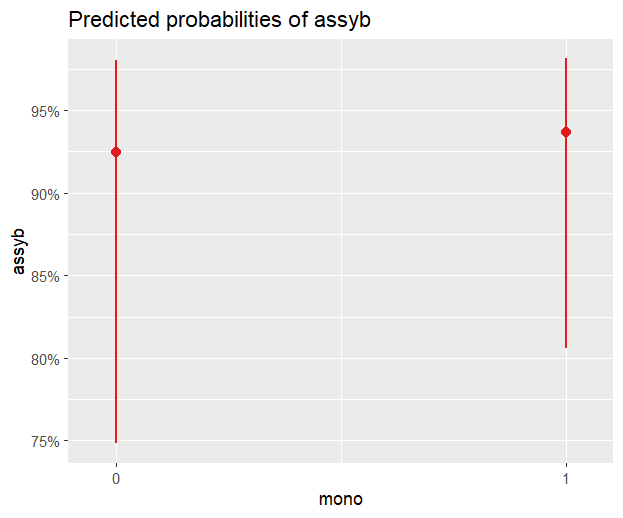 Predicted probabilities of assyb
95%
90%
85%
80%
75%
assyb
0
1
mono